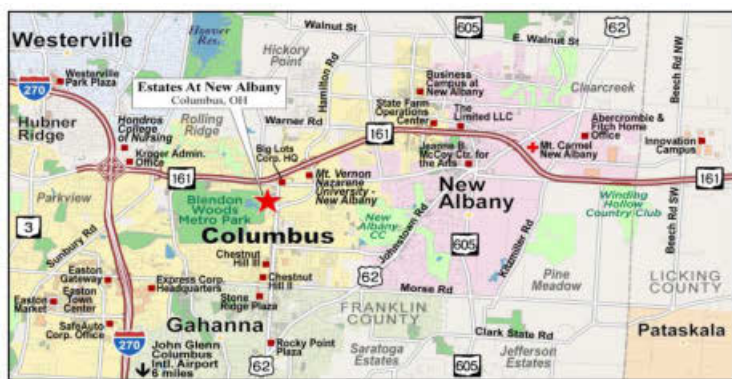 Westerville
Hoover
Res.
Walnut St
605
E. Walnut St
62
270
Westerville
Park Plaza
Hickory
Point
Hamilton Rd
Business
Campus at
New Albany
Clearcreek
Beech Rd NW
Estates At New Albany
Columbus, OH
Hubner
Ridge
Hondros
College
of Nursing
Rolling
Ridge
Warner Rd
State Farm
Operations
Center
The
Limited LLC
Abercrombie &
Fitch Home
Office
Innovation
Campus
161
Kroger Admin.
Office
Big Lots
Corp. HQ
Jeanne B.
McCoy Ctr. for
the Arts
Mt. Carmel
New Albany
161
Mt. Vernon
Nazarene
University -
New Albany
New
Albany
161
Parkview
Blendon
Woods
Metro Park
Winding
Hollow
Country Club
3
Sunbury Rd
Columbus
New
Albany
CC
Johnstown Rd
605
Kitzmiller Rd
Beech Rd SW
Easton
Gateway
Chestnut
Hill III
Chestnut
Hill II
62
Pine
Meadow
LICKING
COUNTY
Easton
Market
Easton
Town
Center
Express Corp.
Headquarters
Stone
Ridge Plaza
Morse Rd
FRANKLIN
COUNTY
SafeAuto
Corp. Office
Gahanna
Clark State Rd
Pataskala
270
John Glenn
Columbus
Intl. Airport
6 miles
62
Rocky Point
Plaza
Saratoga
Estates
605
Jefferson
Estates